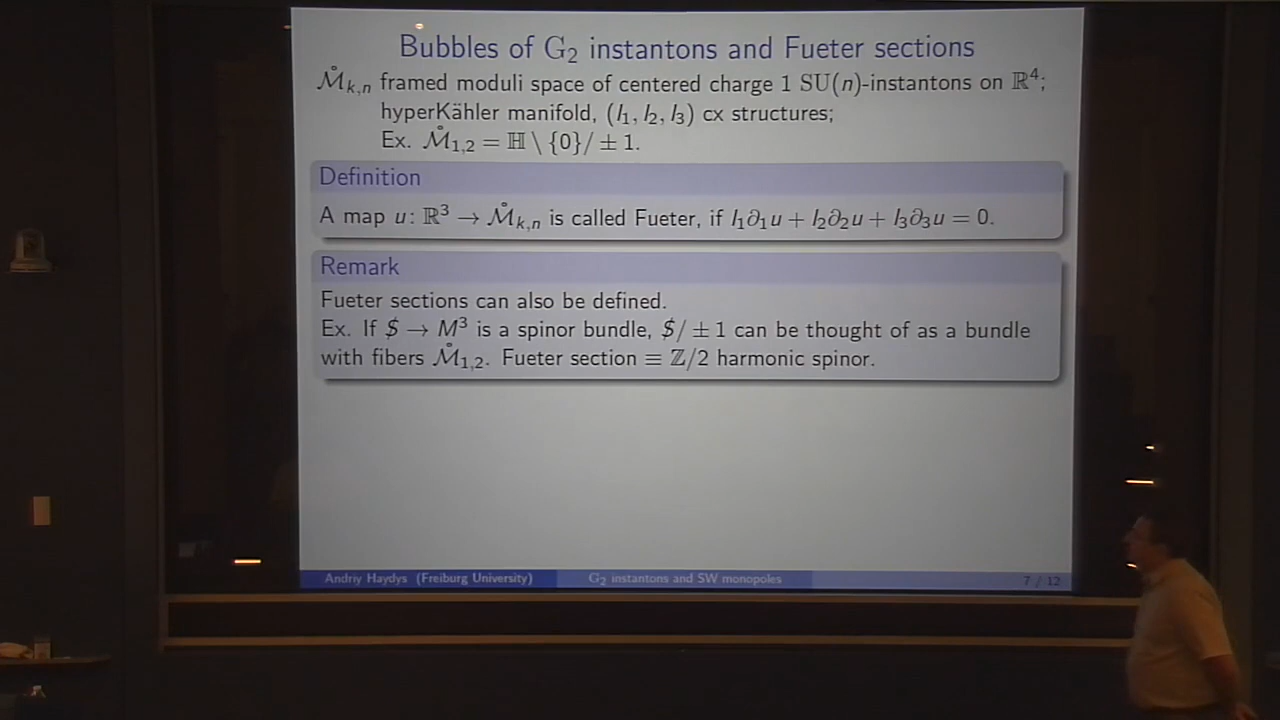 Bubbles of G₂ instantons and Fueter sections
M̊ₖ,ₙ framed moduli space of centered charge 1 SU(n)-instantons on ℝ⁴;
hyperKähler manifold, (I₁, I₂, I₃) cx structures;
Ex. M̊₁,₂ = ℍ \ {0}/ ± 1.
Definition
A map u: ℝ³ → M̊ₖ,ₙ is called Fueter, if I₁∂₁u + I₂∂₂u + I₃∂₃u = 0.
Remark
Fueter sections can also be defined.
Ex. If $ → M³ is a spinor bundle, $/ ± 1 can be thought of as a bundle
with fibers M̊₁,₂. Fueter section ≡ ℤ/2 harmonic spinor.
Andriy Haydys (Freiburg University) G₂ instantons and SW monopoles 7 / 12